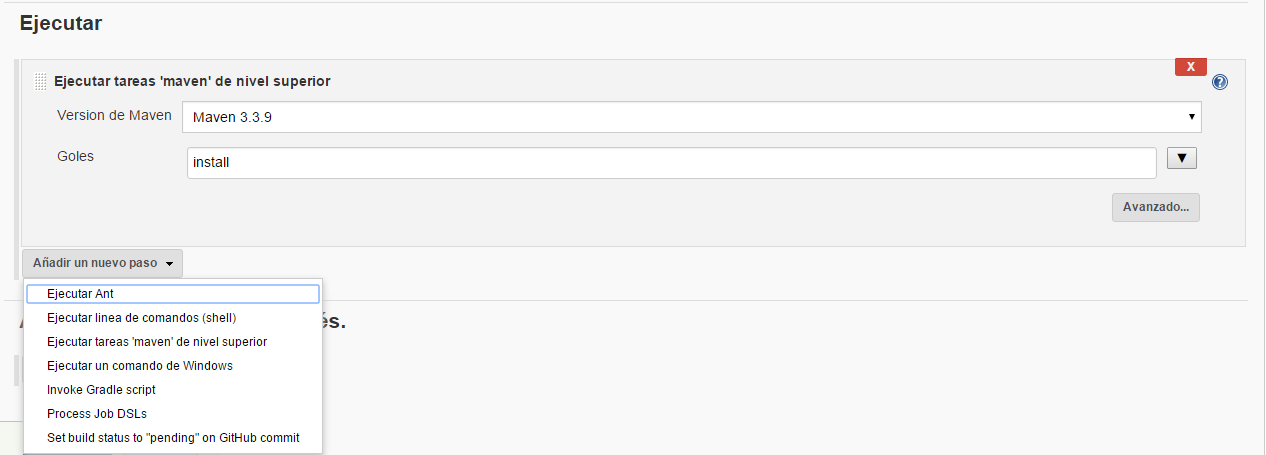 Ejecutar
Ejecutar tareas 'maven' de nivel superior
X
?
Version de Maven
Maven 3.3.9
Goles
install
Avanzado...
Añadir un nuevo paso
Ejecutar Ant
Ejecutar linea de comandos (shell)
Ejecutar tareas 'maven' de nivel superior
Ejecutar un comando de Windows
Invoke Gradle script
Process Job DSLs
Set build status to "pending" on GitHub commit